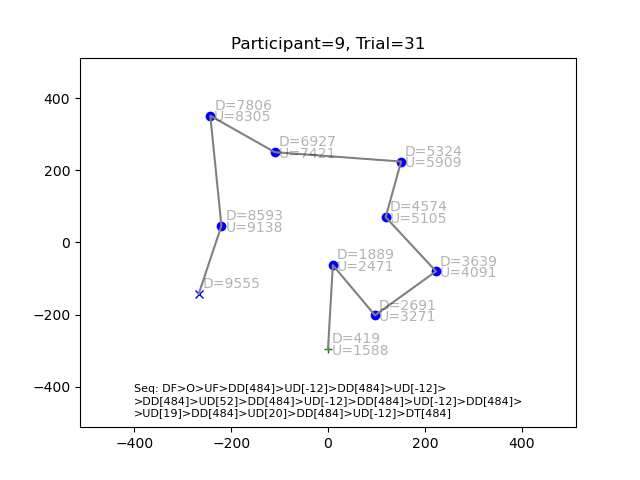 Participant=9, Trial=31
400
200
0
−200
−400
−400
−200
0
200
400
D=7806
U=8305
D=6927
U=7421
D=5324
U=5909
D=4574
U=5105
D=8593
U=9138
D=1889
U=2471
D=3639
U=4091
D=9555
D=2691
U=3271
D=419
U=1588
Seq: DF>O>UF>DD[484]>UD[-12]>DD[484]>UD[-12]>
>DD[484]>UD[52]>DD[484]>UD[-12]>DD[484]>UD[-12]>DD[484]>
>UD[19]>DD[484]>UD[20]>DD[484]>UD[-12]>DT[484]